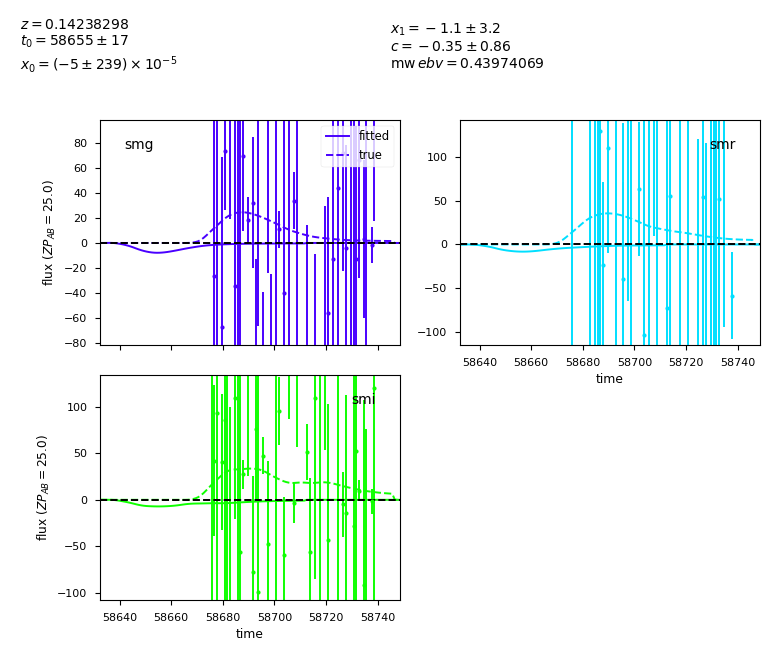 z = 0.14238298
t₀ = 58655 ± 17
x₀ = (−5 ± 239) × 10⁻⁵
x₁ = −1.1 ± 3.2
c = −0.35 ± 0.86
mw ebv = 0.43974069
smg
fitted
true
80
60
40
20
0
−20
−40
−60
−80
flux (ZP_AB = 25.0)
smr
100
50
0
−50
−100
58640 58660 58680 58700 58720 58740
time
smi
100
50
0
−50
−100
flux (ZP_AB = 25.0)
58640 58660 58680 58700 58720 58740
time